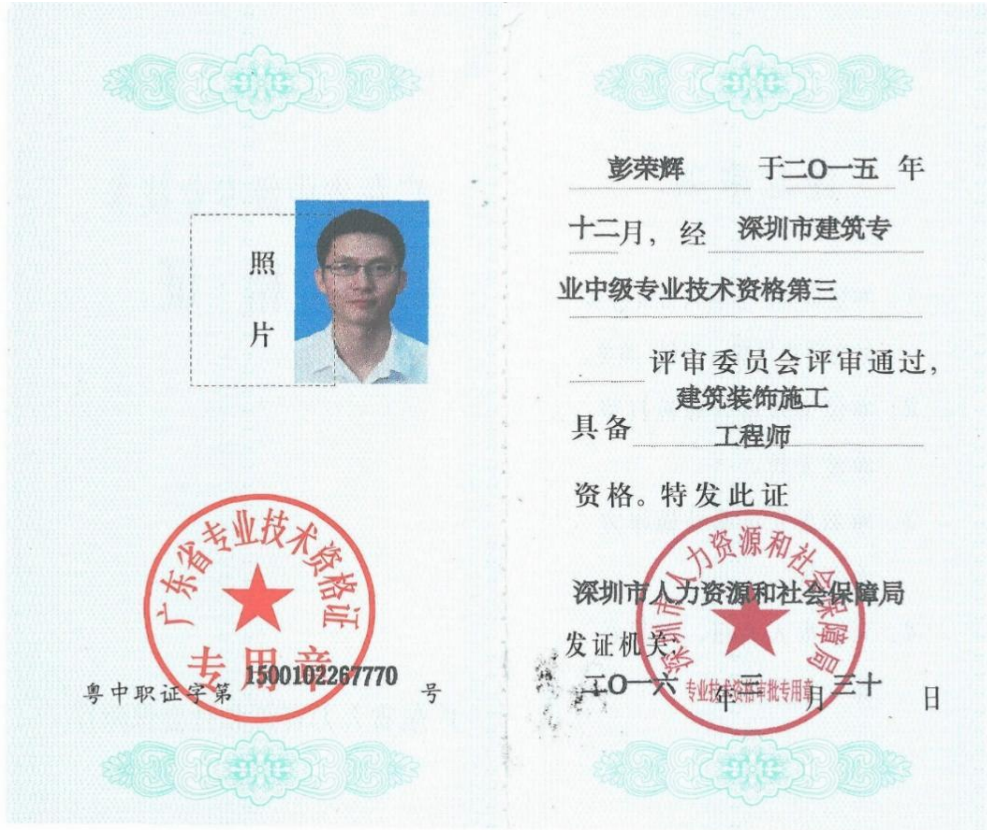 照
片
广东省专业技术资格证
专用章
粤中职证字第 1500102267770 号
彭荣辉 于二〇一五年
十二月，经 深圳市建筑专
业中级专业技术资格第三
评审委员会评审通过，
建筑装饰施工
具备 工程师
资格。特发此证
深圳市人力资源和社会保障局
深圳市人力资源和社会保障局
发证机关：
二〇一六年三月三十日
专业技术资格审批专用章